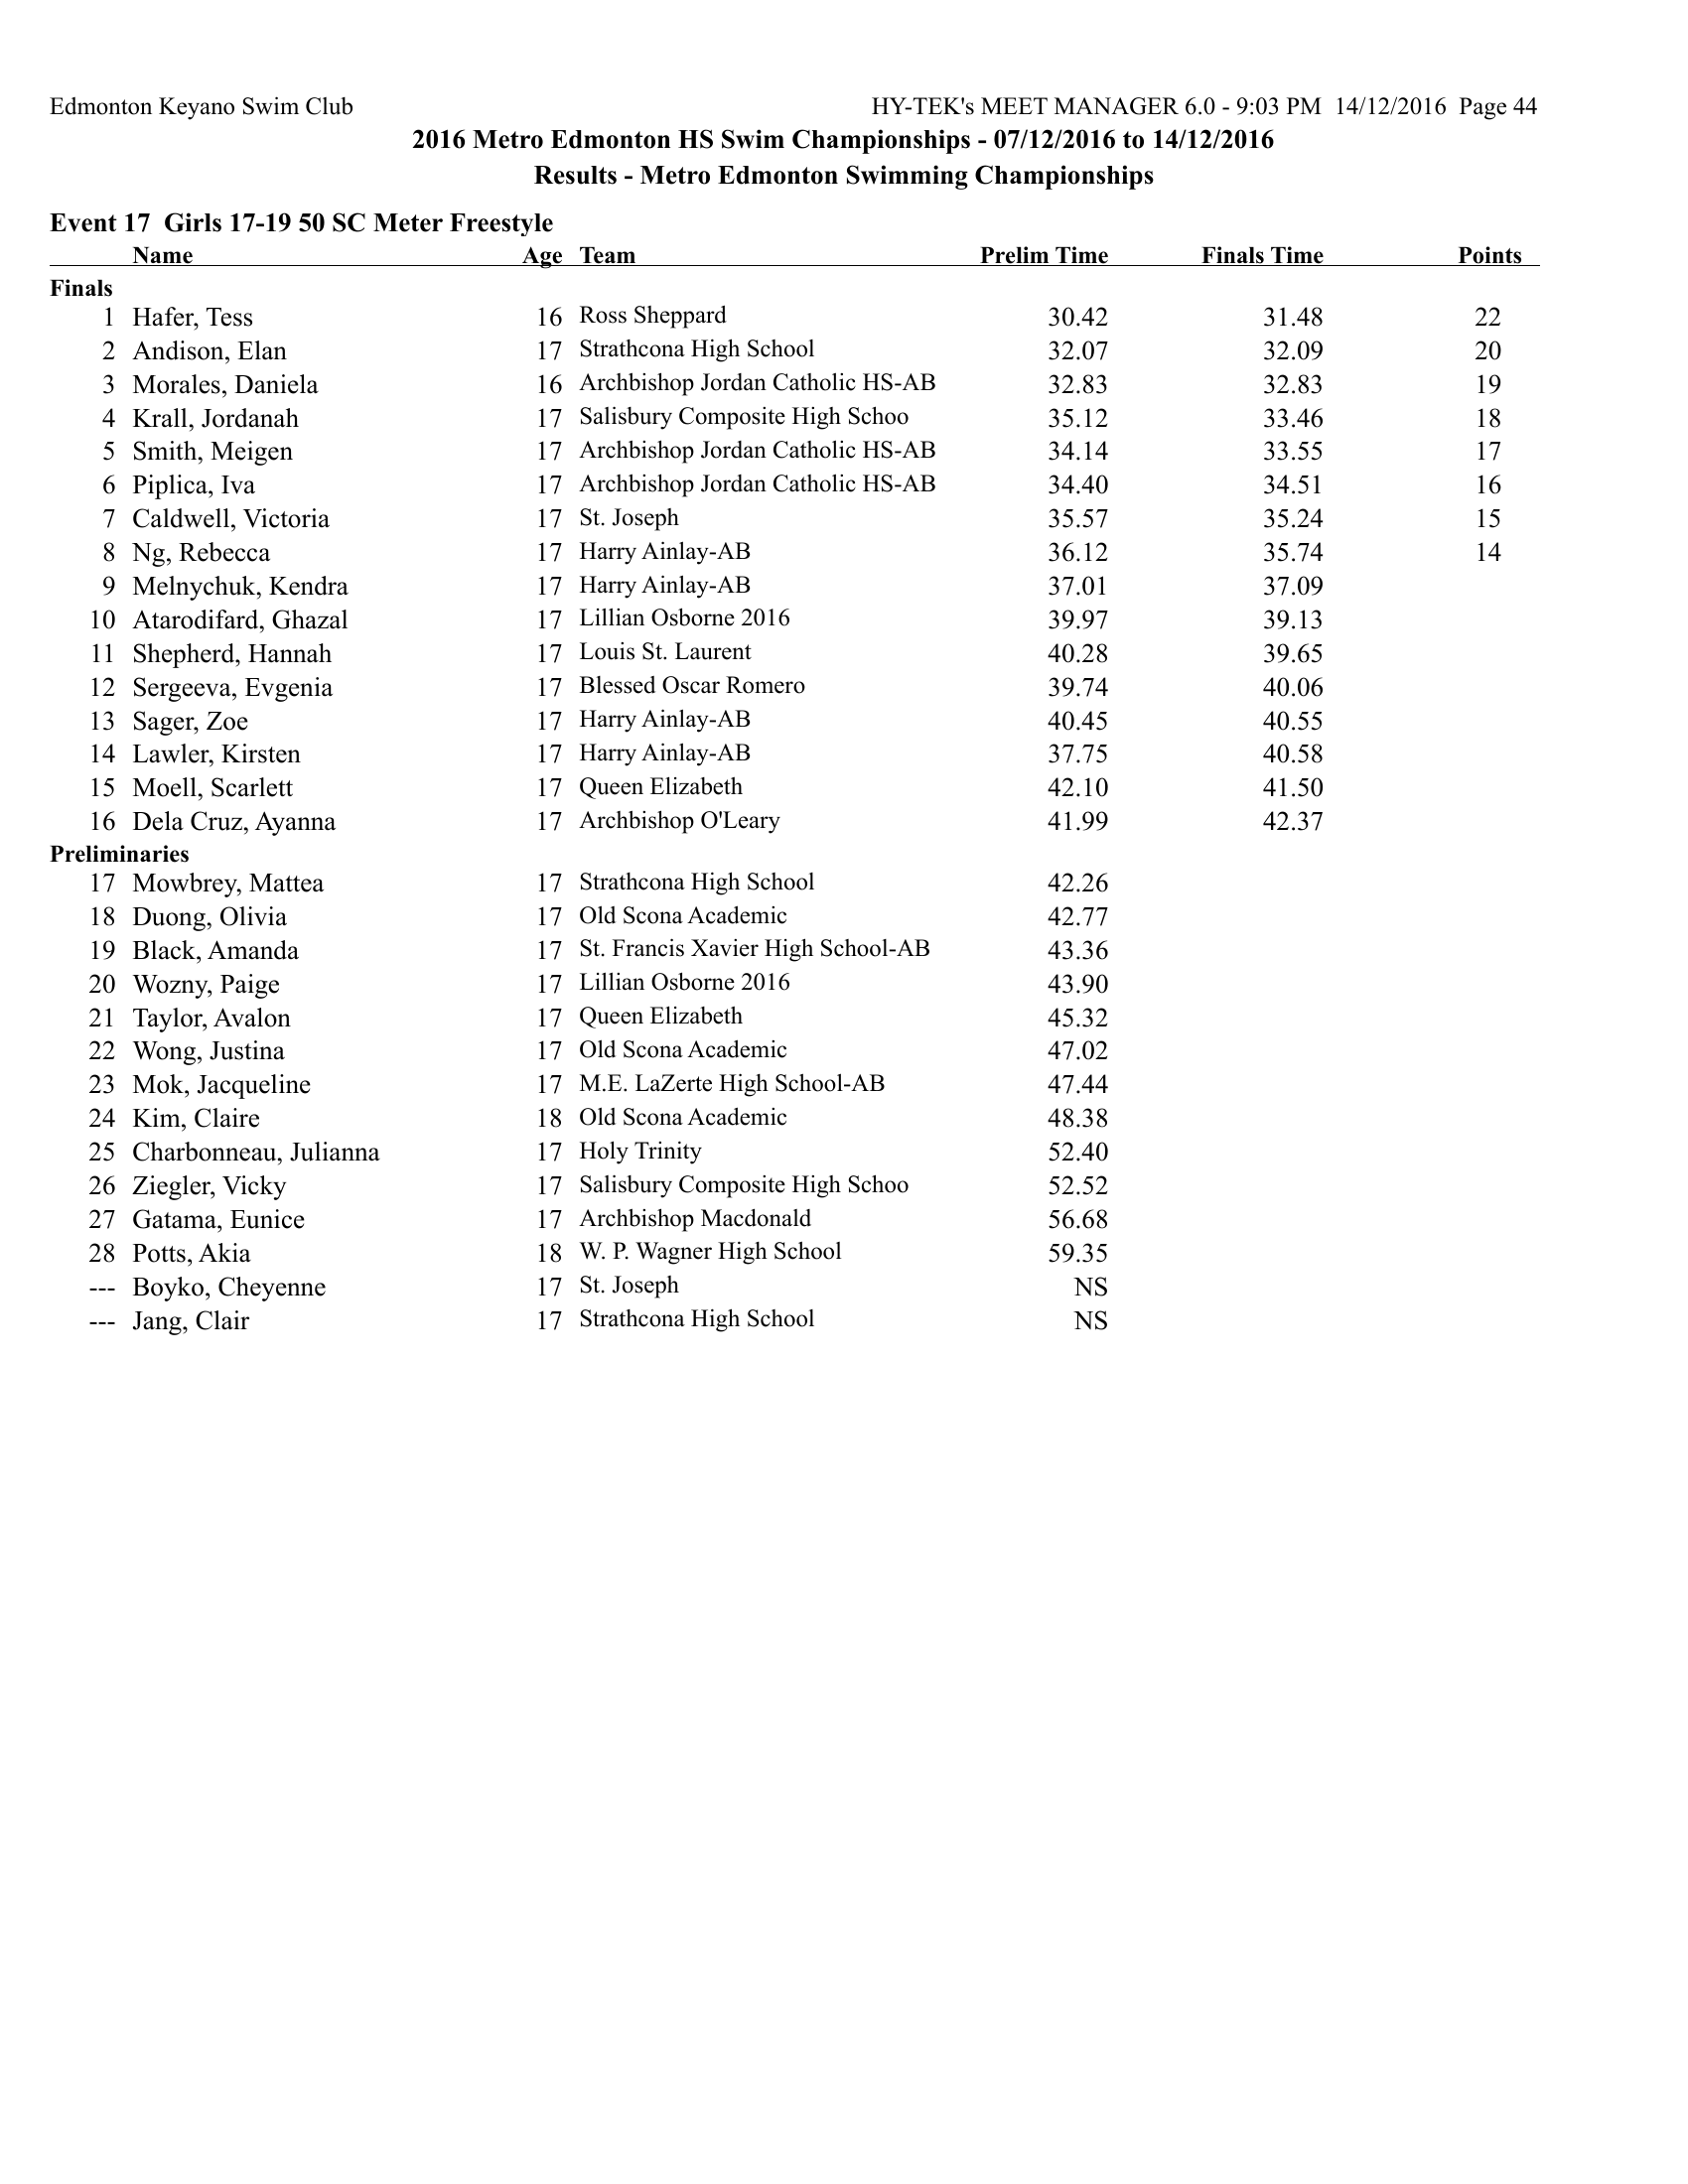 Edmonton Keyano Swim Club HY-TEK's MEET MANAGER 6.0 - 9:03 PM 14/12/2016 Page 44
2016 Metro Edmonton HS Swim Championships - 07/12/2016 to 14/12/2016
Results - Metro Edmonton Swimming Championships
Event 17 Girls 17-19 50 SC Meter Freestyle
Name Age Team Prelim Time Finals Time Points
Finals
1 Hafer, Tess 16 Ross Sheppard 30.42 31.48 22
2 Andison, Elan 17 Strathcona High School 32.07 32.09 20
3 Morales, Daniela 16 Archbishop Jordan Catholic HS-AB 32.83 32.83 19
4 Krall, Jordanah 17 Salisbury Composite High Schoo 35.12 33.46 18
5 Smith, Meigen 17 Archbishop Jordan Catholic HS-AB 34.14 33.55 17
6 Piplica, Iva 17 Archbishop Jordan Catholic HS-AB 34.40 34.51 16
7 Caldwell, Victoria 17 St. Joseph 35.57 35.24 15
8 Ng, Rebecca 17 Harry Ainlay-AB 36.12 35.74 14
9 Melnychuk, Kendra 17 Harry Ainlay-AB 37.01 37.09
10 Atarodifard, Ghazal 17 Lillian Osborne 2016 39.97 39.13
11 Shepherd, Hannah 17 Louis St. Laurent 40.28 39.65
12 Sergeeva, Evgenia 17 Blessed Oscar Romero 39.74 40.06
13 Sager, Zoe 17 Harry Ainlay-AB 40.45 40.55
14 Lawler, Kirsten 17 Harry Ainlay-AB 37.75 40.58
15 Moell, Scarlett 17 Queen Elizabeth 42.10 41.50
16 Dela Cruz, Ayanna 17 Archbishop O'Leary 41.99 42.37
Preliminaries
17 Mowbrey, Mattea 17 Strathcona High School 42.26
18 Duong, Olivia 17 Old Scona Academic 42.77
19 Black, Amanda 17 St. Francis Xavier High School-AB 43.36
20 Wozny, Paige 17 Lillian Osborne 2016 43.90
21 Taylor, Avalon 17 Queen Elizabeth 45.32
22 Wong, Justina 17 Old Scona Academic 47.02
23 Mok, Jacqueline 17 M.E. LaZerte High School-AB 47.44
24 Kim, Claire 18 Old Scona Academic 48.38
25 Charbonneau, Julianna 17 Holy Trinity 52.40
26 Ziegler, Vicky 17 Salisbury Composite High Schoo 52.52
27 Gatama, Eunice 17 Archbishop Macdonald 56.68
28 Potts, Akia 18 W. P. Wagner High School 59.35
--- Boyko, Cheyenne 17 St. Joseph NS
--- Jang, Clair 17 Strathcona High School NS